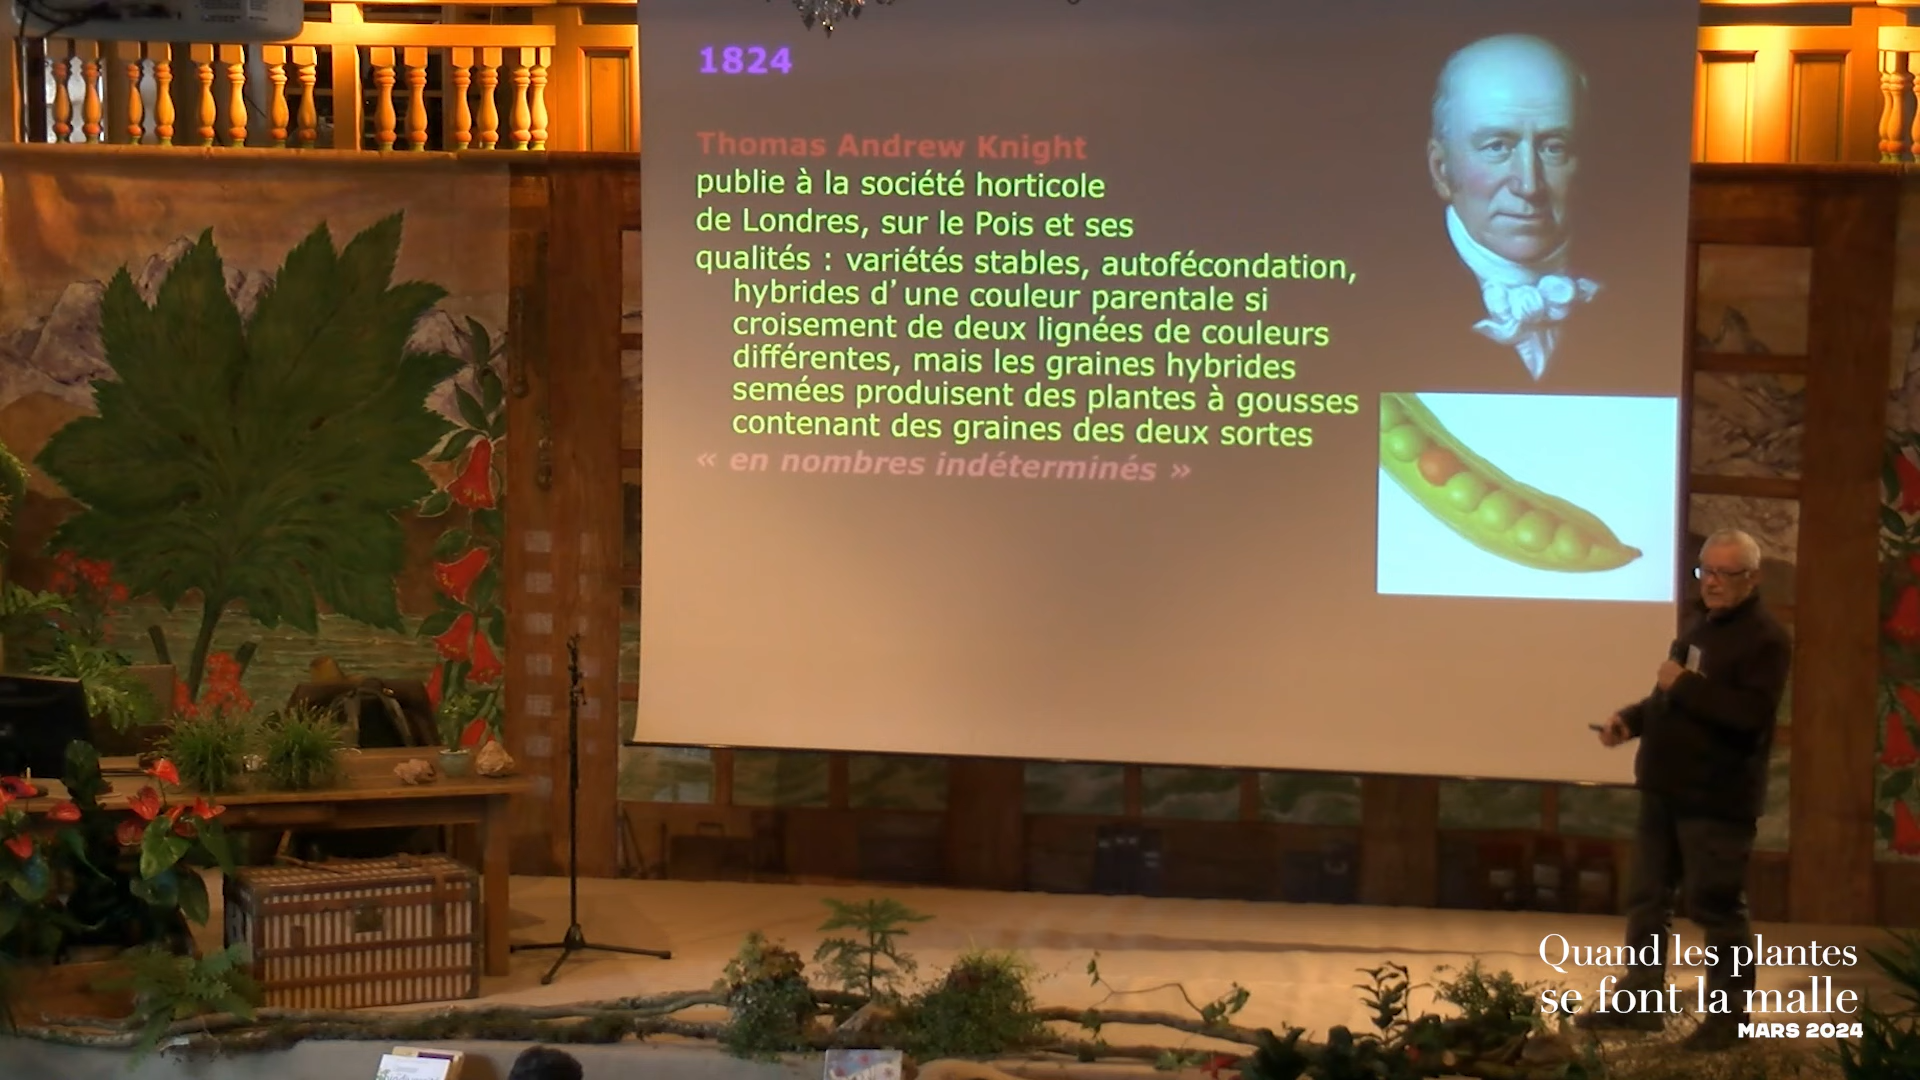 1824
Thomas Andrew Knight
publie à la société horticole
de Londres, sur le Pois et ses
qualités : variétés stables, autofécondation,
hybrides d’une couleur parentale si
croisement de deux lignées de couleurs
différentes, mais les graines hybrides
semées produisent des plantes à gousses
contenant des graines des deux sortes
« en nombres indéterminés »
Quand les plantes
se font la malle
MARS 2024